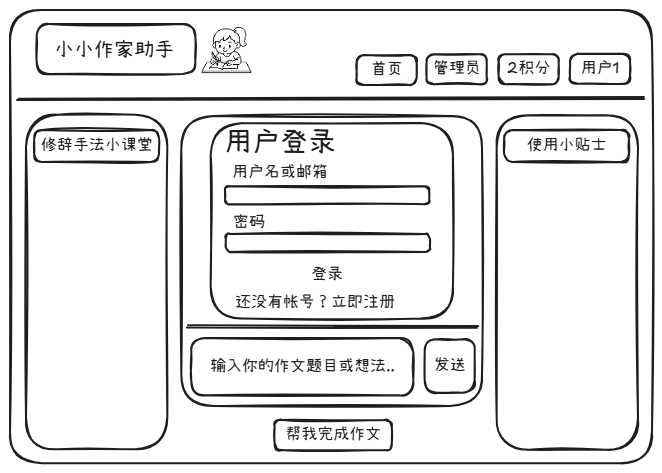 小小作家助手
首页
管理员
2积分
用户1
修辞手法小课堂
用户登录
用户名或邮箱
密码
登录
还没有帐号？立即注册
使用小贴士
输入你的作文题目或想法..
发送
帮我完成作文